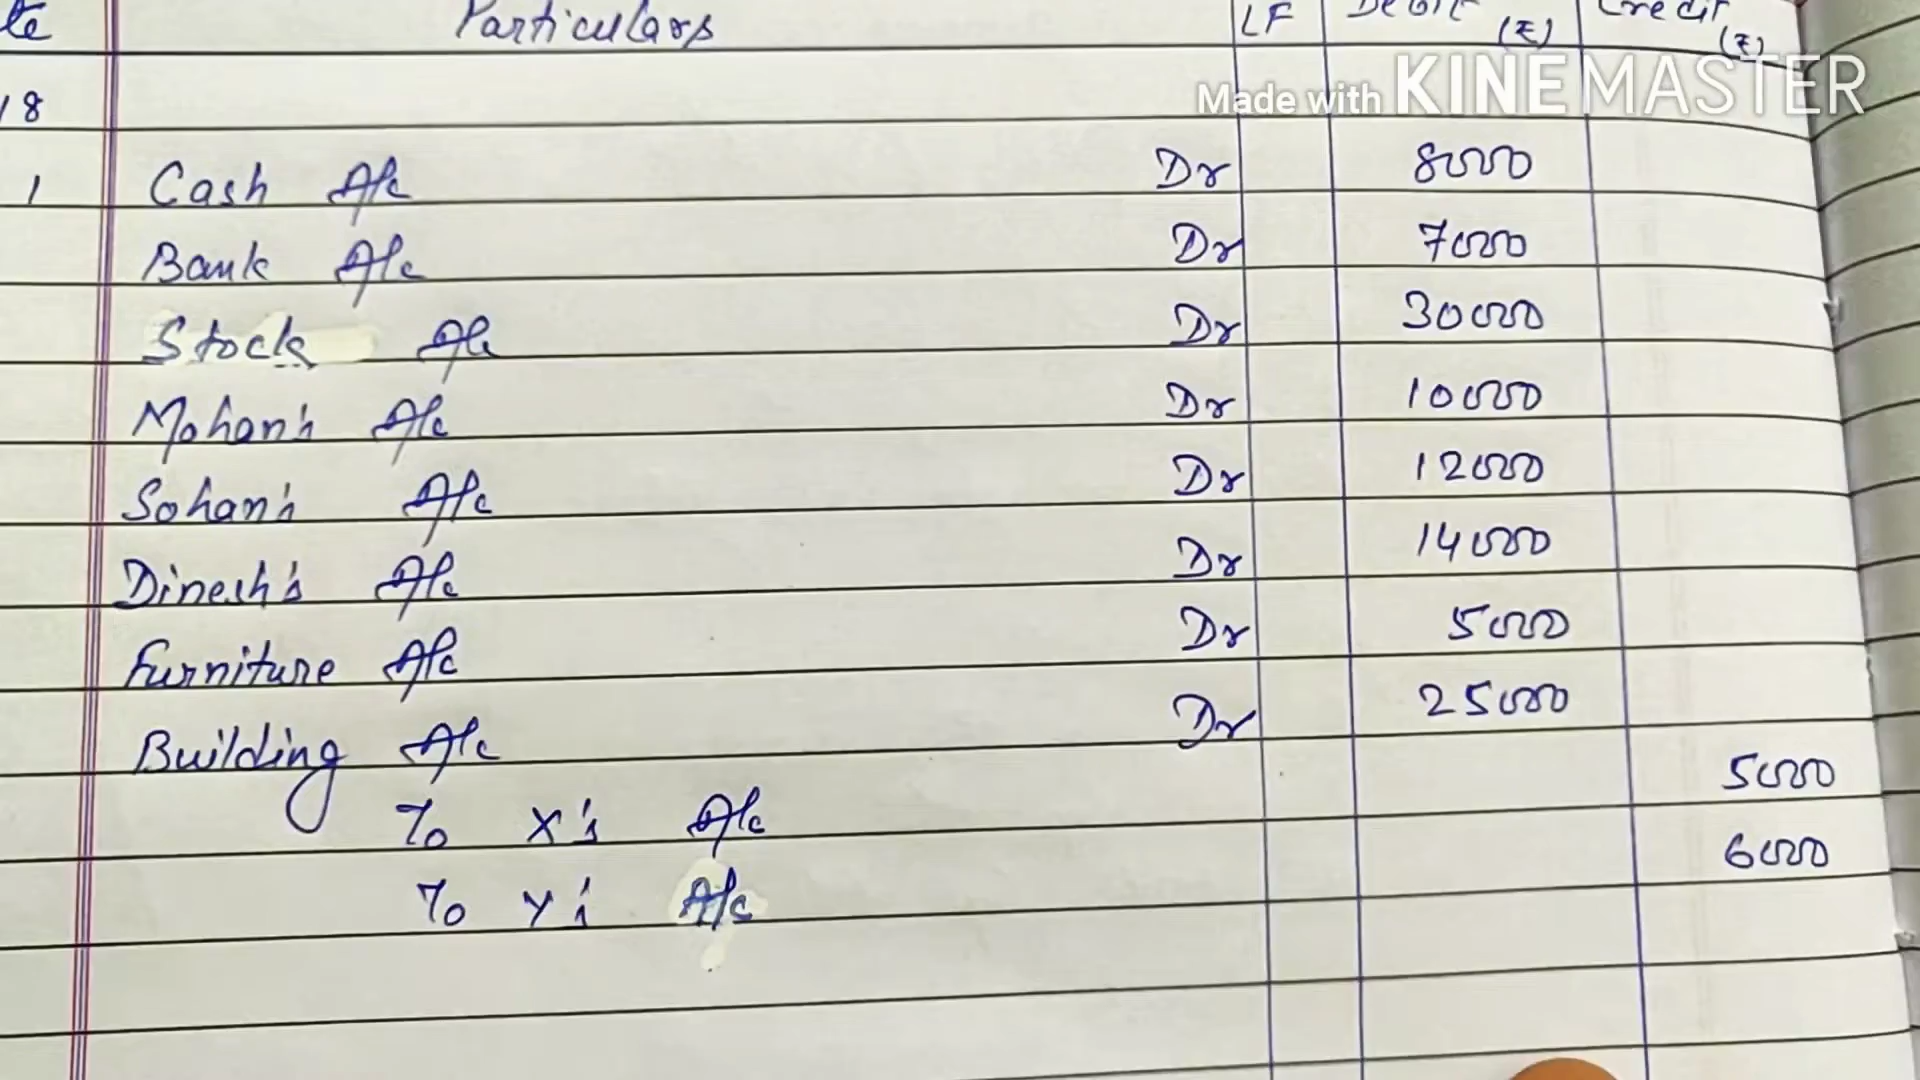 te Particulars LF Debit (₹) Credit (₹)
Made with KINEMASTER
18
1 Cash A/c Dr 8000
Bank A/c Dr 7000
Stock A/c Dr 30000
Mohan's A/c Dr 10000
Sohan's A/c Dr 12000
Dinesh's A/c Dr 14000
Furniture A/c Dr 5000
Building A/c Dr 25000
To X's A/c 5000
To Y's A/c 6000